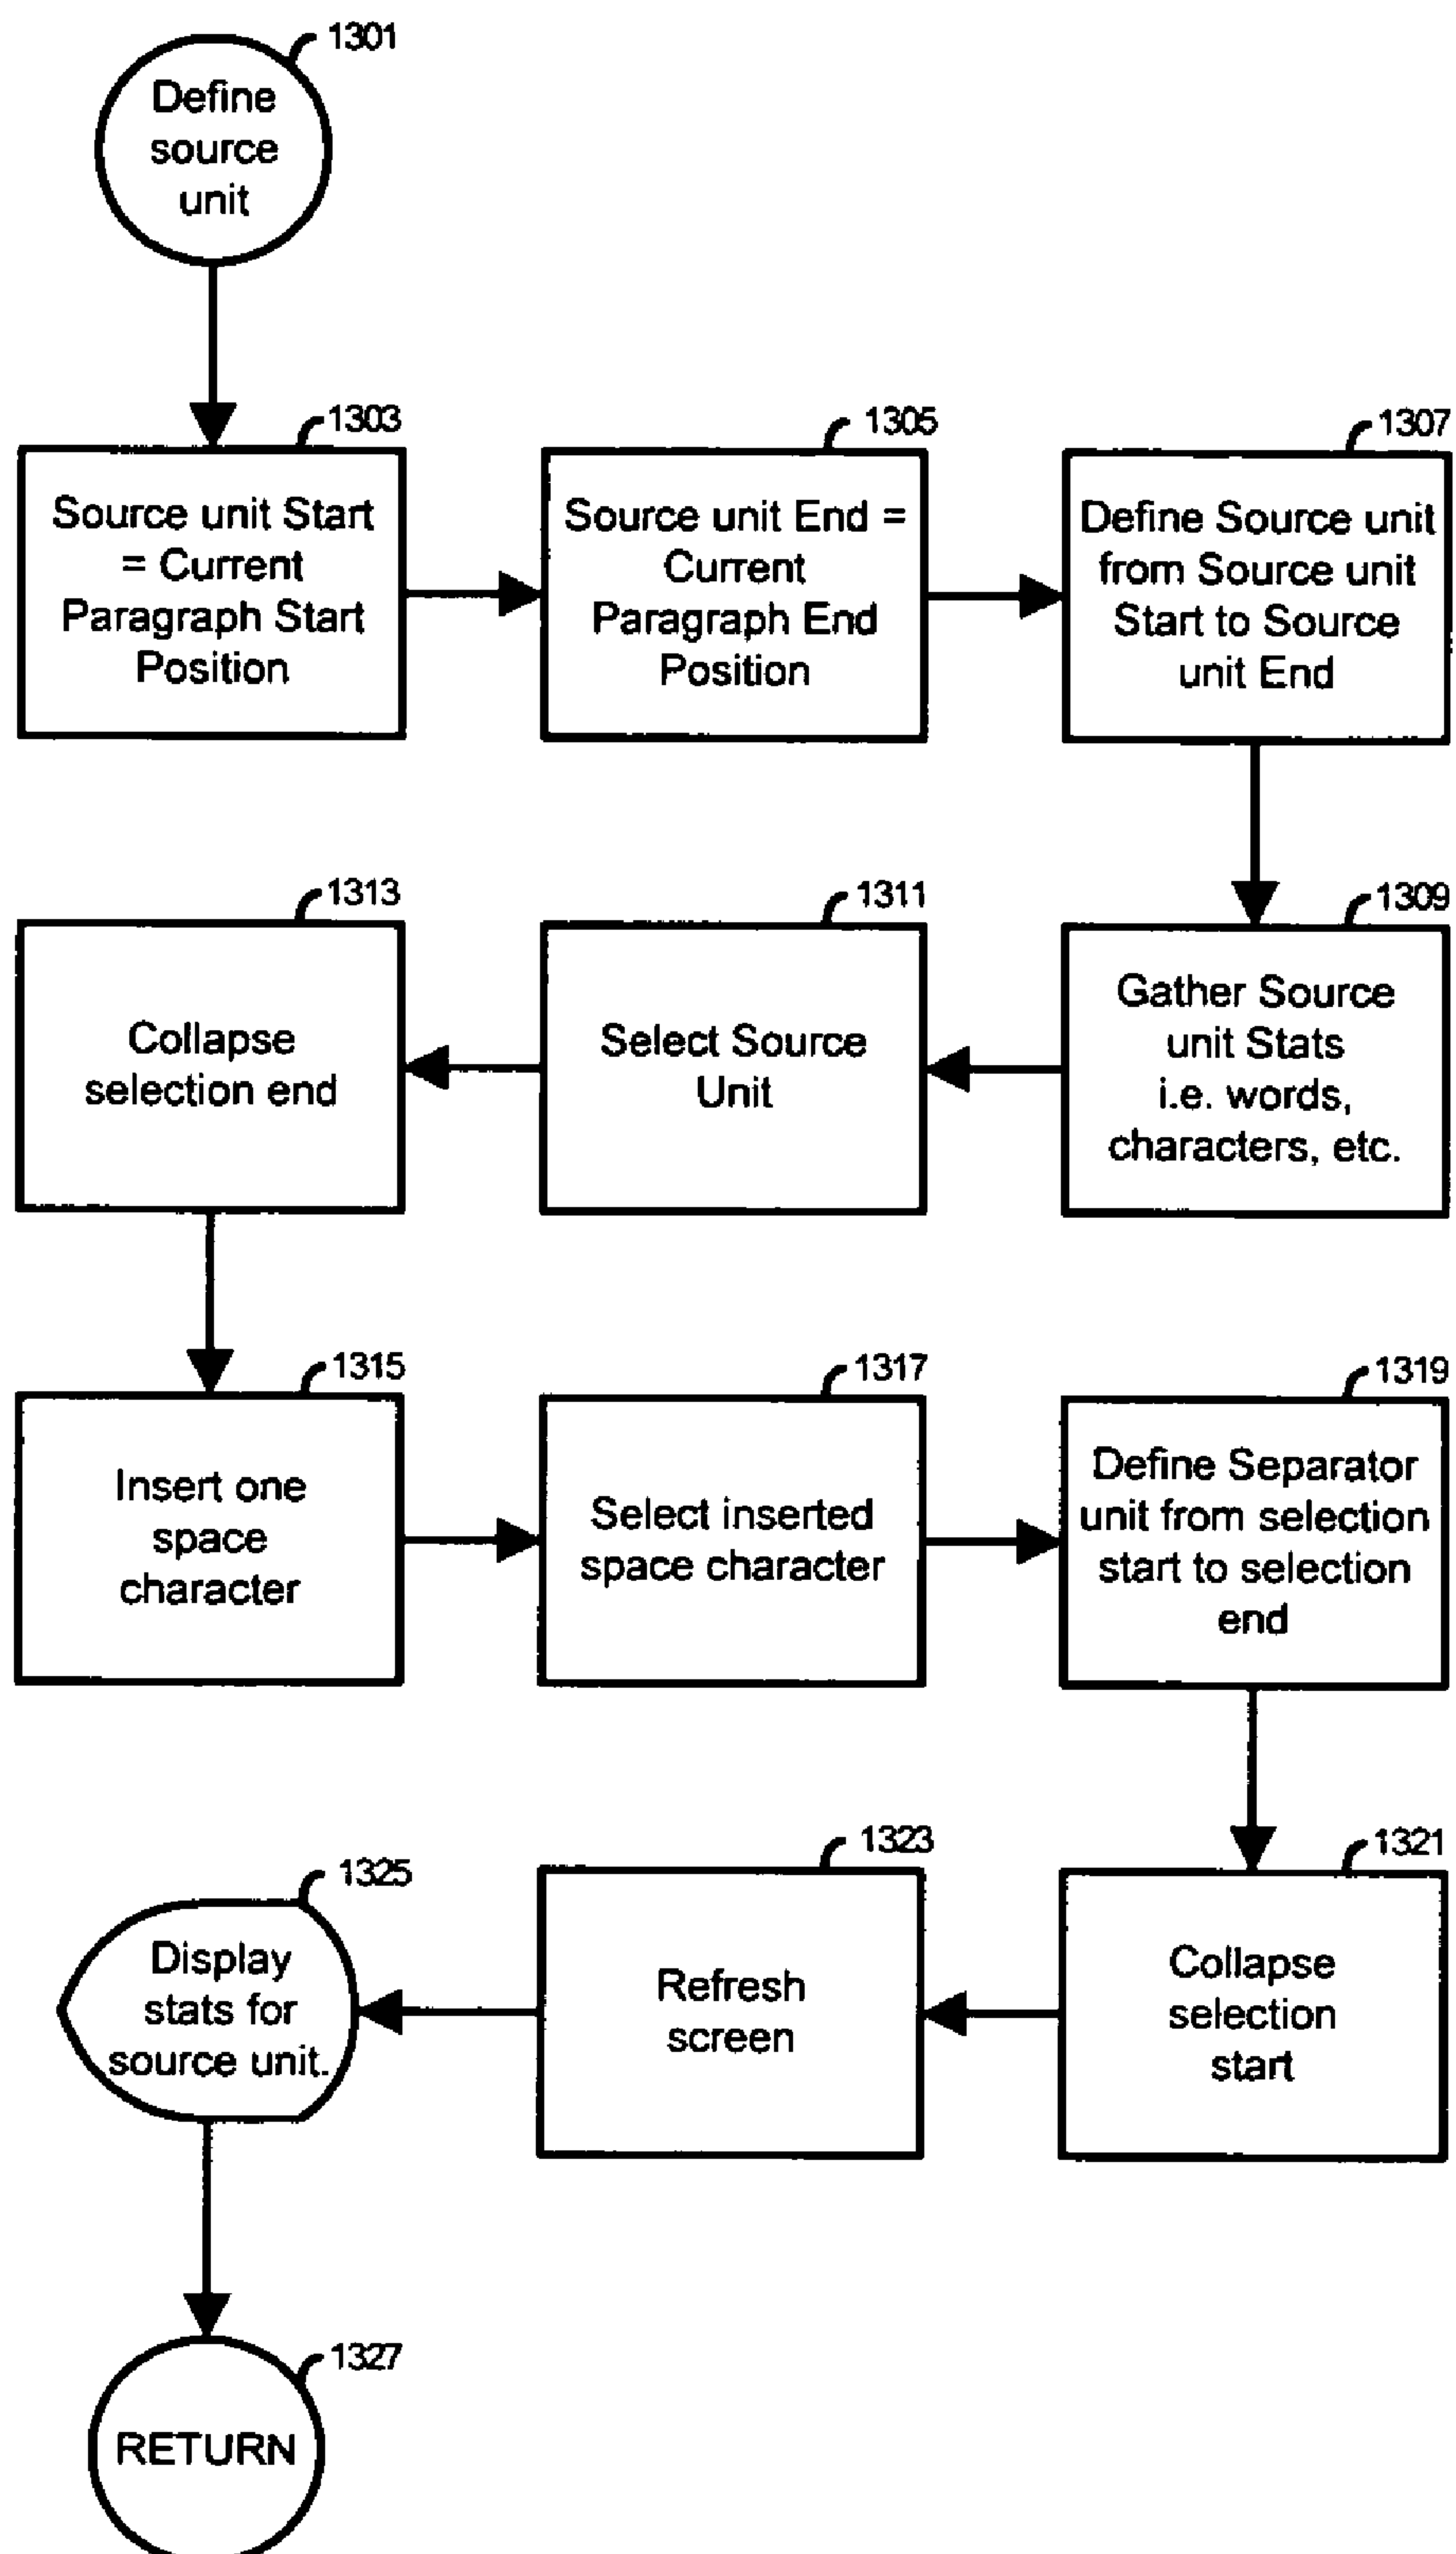 1301
Define
source
unit
1303
Source unit Start
= Current
Paragraph Start
Position
1305
Source unit End =
Current
Paragraph End
Position
1307
Define Source unit
from Source unit
Start to Source
unit End
1309
Gather Source
unit Stats
i.e. words,
characters, etc.
1311
Select Source
Unit
1313
Collapse
selection end
1315
Insert one
space
character
1317
Select inserted
space character
1319
Define Separator
unit from selection
start to selection
end
1321
Collapse
selection
start
1323
Refresh
screen
1325
Display
stats for
source unit.
1327
RETURN